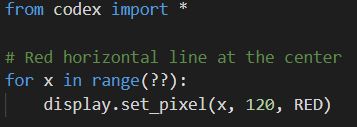 from codex import *

# Red horizontal line at the center
for x in range(??):
    display.set_pixel(x, 120, RED)